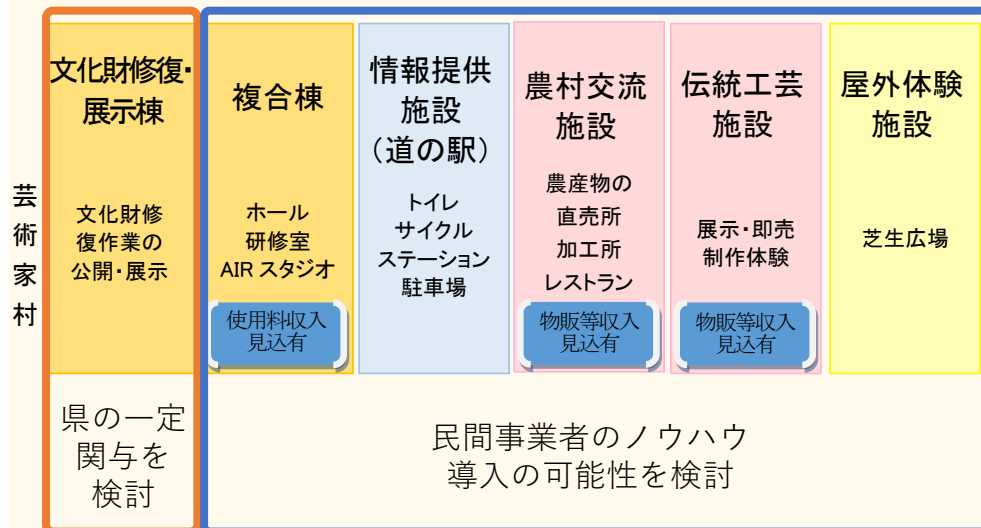 芸
術
家
村
文化財修復・
展示棟
文化財修
復作業の
公開・展示
複合棟
ホール
研修室
AIR スタジオ
使用料収入
見込有
情報提供
施設
(道の駅)
トイレ
サイクル
ステーション
駐車場
農村交流
施設
農産物の
直売所
加工所
レストラン
物販等収入
見込有
伝統工芸
施設
展示・即売
制作体験
物販等収入
見込有
屋外体験
施設
芝生広場
県の一定
関与を
検討
民間事業者のノウハウ
導入の可能性を検討